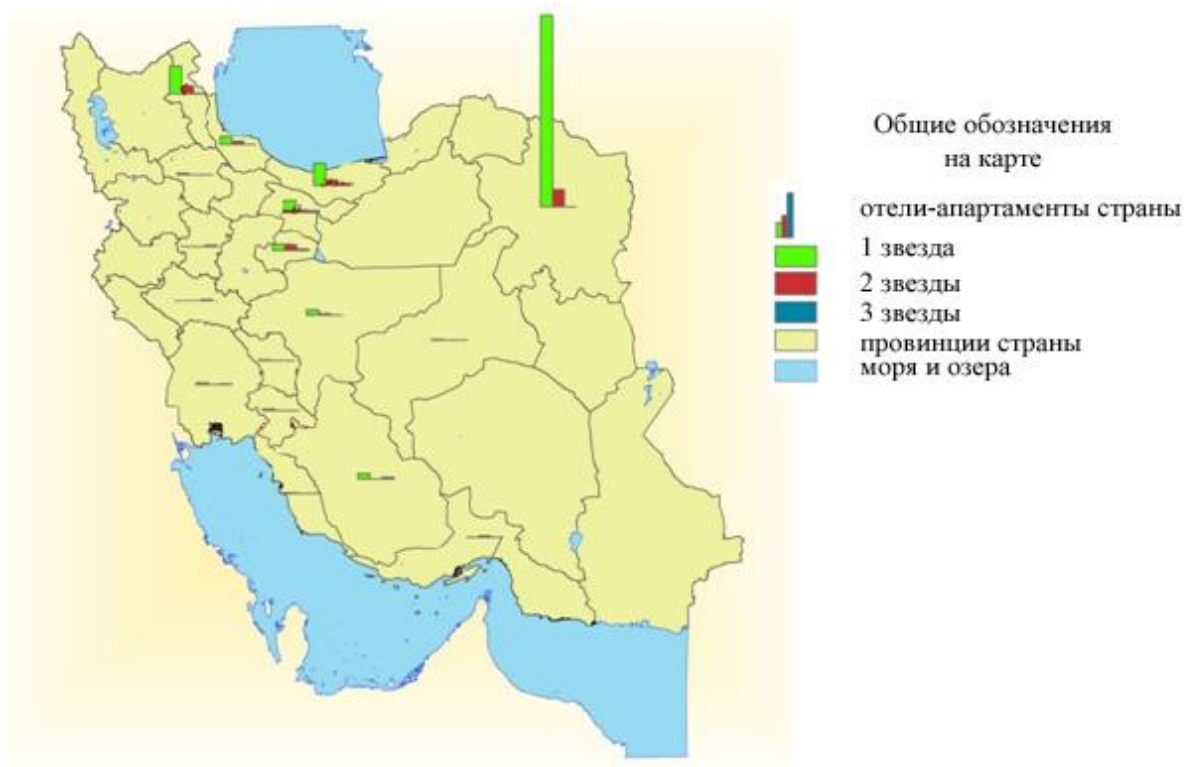 Общие обозначения
на карте
отели-апартаменты страны
1 звезда
2 звезды
3 звезды
провинции страны
моря и озера